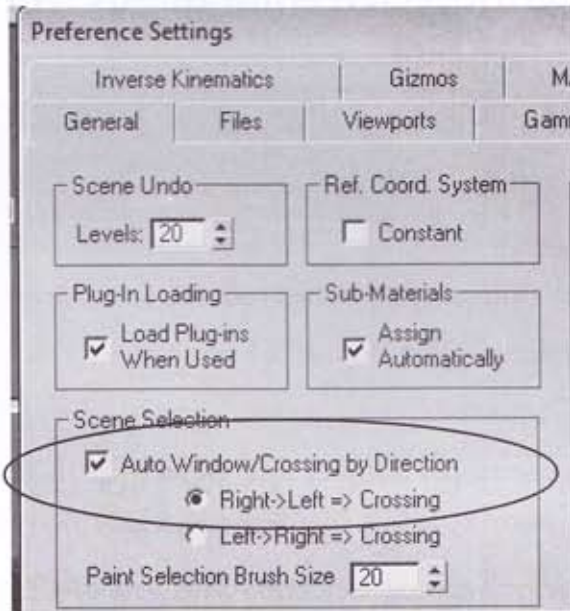 Preference Settings
Inverse Kinematics Gizmos
General Files Viewports
Scene Undo Ref. Coord. System
Levels: 20 Constant
Plug-In Loading Sub-Materials
Load Plug-ins Assign
When Used Automatically
Scene Selection
Auto Window/Crossing by Direction
Right->Left => Crossing
Left->Right => Crossing
Paint Selection Brush Size 20